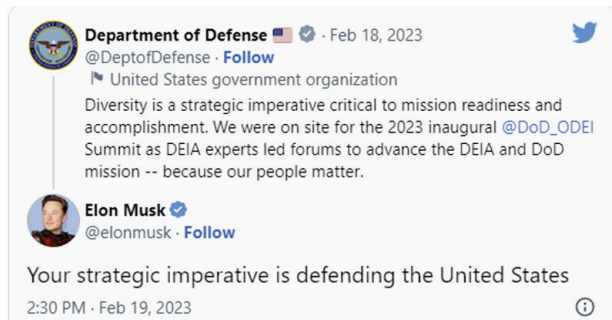 Department of Defense 🇺🇸 · Feb 18, 2023
@DeptofDefense · Follow
United States government organization
Diversity is a strategic imperative critical to mission readiness and
accomplishment. We were on site for the 2023 inaugural @DoD_ODEI
Summit as DEIA experts led forums to advance the DEIA and DoD
mission -- because our people matter.
Elon Musk
@elonmusk · Follow
Your strategic imperative is defending the United States
2:30 PM · Feb 19, 2023